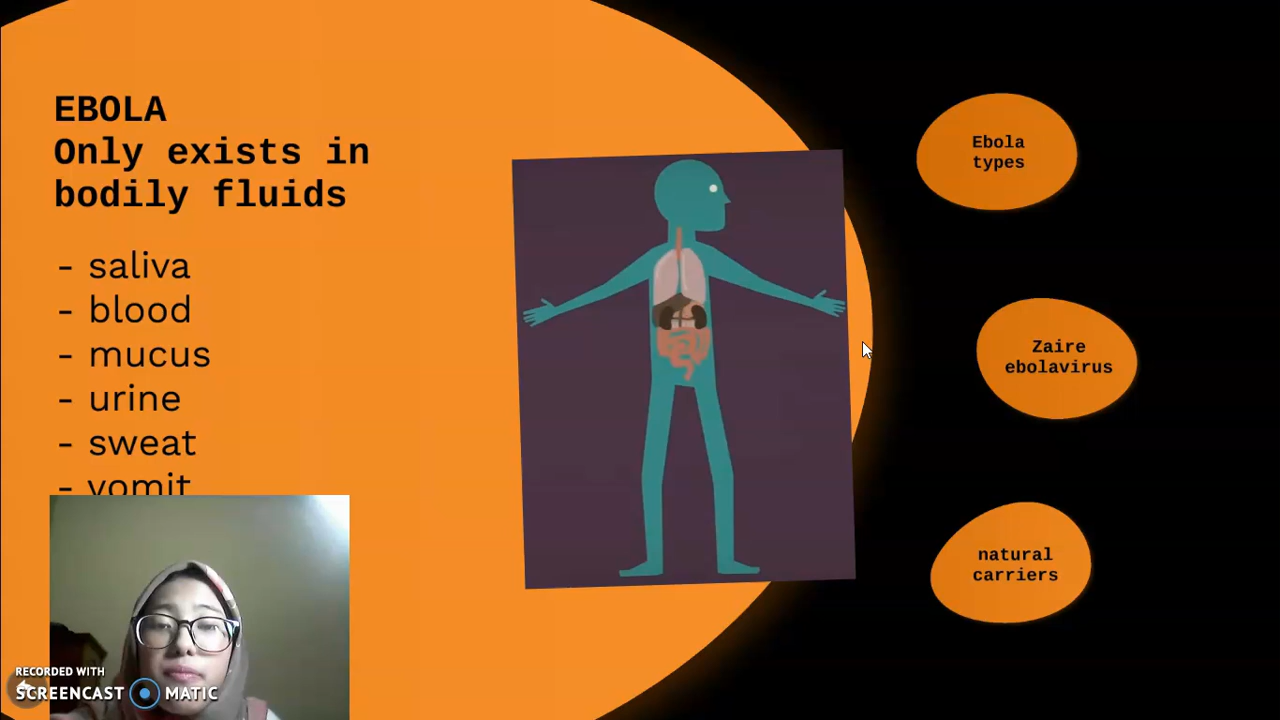 EBOLA
Only exists in
bodily fluids
- saliva
- blood
- mucus
- urine
- sweat
- vomit
Ebola
types
Zaire
ebolavirus
natural
carriers
RECORDED WITH
SCREENCAST MATIC